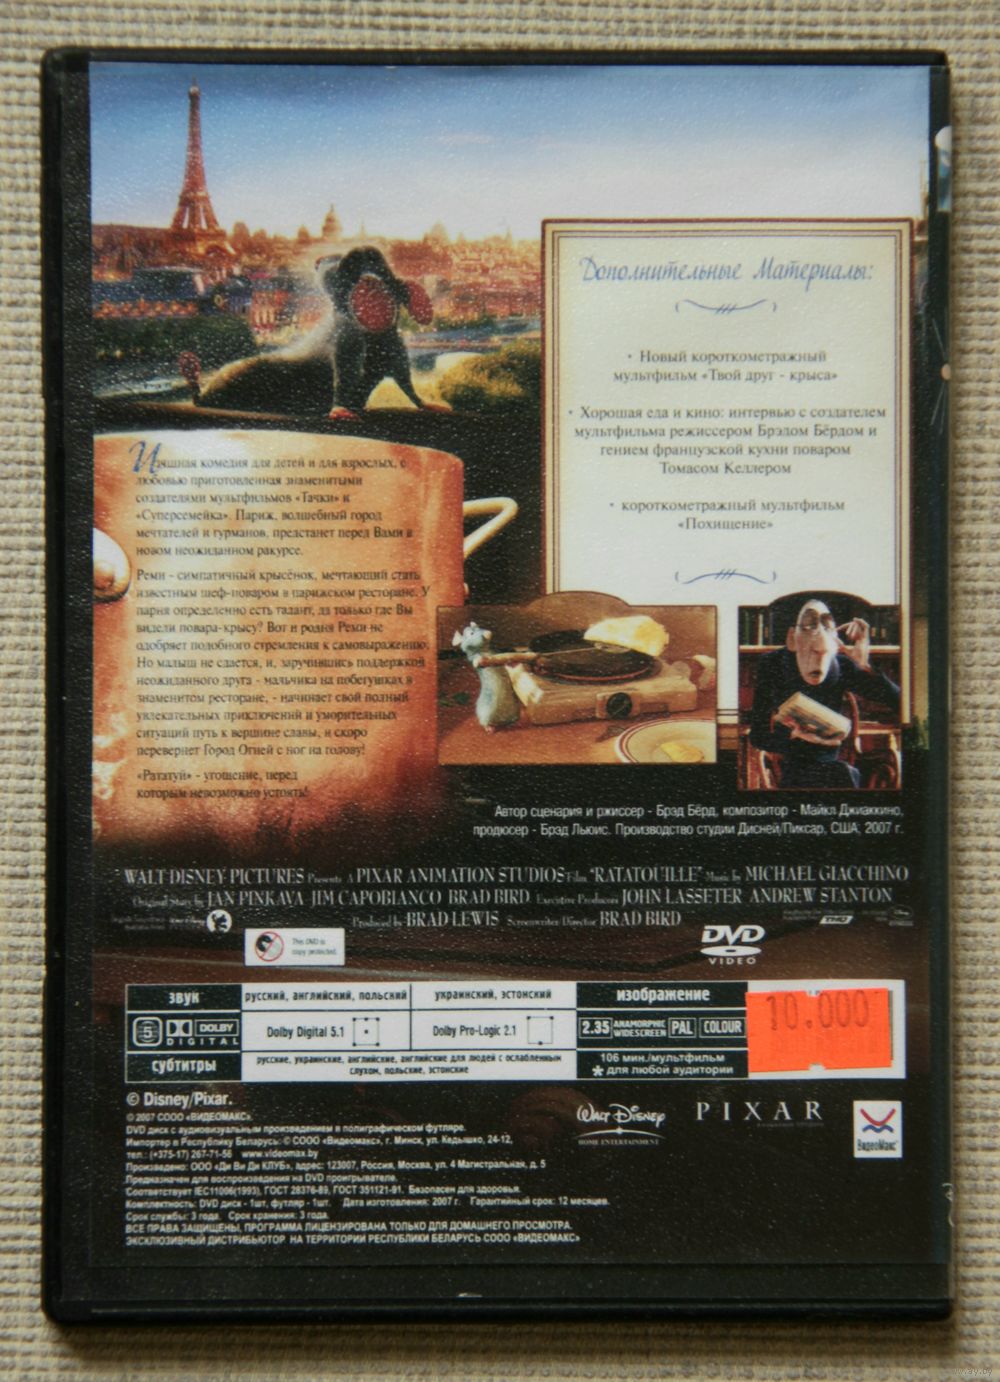 Дополнительные Материалы:
• Новый короткометражный
мультфильм «Твой друг - крыса»
• Хорошая еда и кино: интервью с создателем
мультфильма режиссером Брэдом Бёрдом и
гением французской кухни поваром
Томасом Келлером
• короткометражный мультфильм
«Похищение»
Изящная комедия для детей и для взрослых, с
любовью приготовленная знаменитыми
создателями мультфильмов «Тачки» и
«Суперсемейка». Париж, волшебный город
мечтателей и гурманов, предстанет перед Вами в
новом неожиданном ракурсе.
Реми - симпатичный крысёнок, мечтающий стать
известным шеф-поваром в парижском ресторане. У
парня определенно есть талант, да только где Вы
видели повара-крысу? Вот и родня Реми не
одобряет подобного стремления к самовыражению.
Но малыш не сдается, и, заручившись поддержкой
неожиданного друга - мальчика на побегушках в
знаменитом ресторане, - начинает свой полный
увлекательных приключений и уморительных
ситуаций путь к вершине славы, и скоро
перевернет Город Огней с ног на голову!
«Рататуй» - угощение, перед
которым невозможно устоять!
Автор сценария и ржиссер - Брэд Бёрд, композитор - Майкл Джиаккино,
продюсер - Брэд Льюис. Производство студии Дисней/Пиксар, США, 2007 г.
WALT DISNEY PICTURES Presents A PIXAR ANIMATION STUDIOS Film "RATATOUILLE" Music by MICHAEL GIACCHINO
Original Story by JAN PINKAVA JIM CAPOBIANCO BRAD BIRD Executive Producers JOHN LASSETER ANDREW STANTON
Produced by BRAD LEWIS Screenwriter Director BRAD BIRD
THX
This DVD is
copy protected.
DVD
VIDEO
звук
русский, английский, польский
украинский, эстонский
изображение
10.000
5
DOLBY
DIGITAL
Dolby Digital 5.1
Dolby Pro-Logic 2.1
2.35 ANAMORPHIC WIDESCREEN PAL COLOUR
субтитры
русские, украинские, английские, английские для людей с ослабленным
слухом, польские, эстонские
106 мин./мультфильм
* для любой аудитории
© Disney/Pixar.
© 2007 СООО «ВИДЕОМАКС».
DVD диск с аудиовизуальным произведением в полиграфическом футляре.
Импортер в Республику Беларусь: © СООО «Видеомакс», г. Минск, ул. Кедышко, 24-12,
тел.: (+375-17) 267-71-56 www.videomax.by
Произведено: ООО «Ди Ви Ди КЛУБ», адрес: 123007, Россия, Москва, ул. 4 Магистральная, д. 5
Предназначен для воспроизведения на DVD проигрывателе.
Соответствует IEC11006(1993), ГОСТ 28376-89, ГОСТ 351121-91. Безопасен для здоровья.
Комплектность: DVD диск - 1шт, футляр - 1шт. Дата изготовления: 2007 г. Гарантийный срок: 12 месяцев.
Срок службы: 3 года. Срок хранения: 3 года.
ВСЕ ПРАВА ЗАЩИЩЕНЫ, ПРОГРАММА ЛИЦЕНЗИРОВАНА ТОЛЬКО ДЛЯ ДОМАШНЕГО ПРОСМОТРА.
ЭКСКЛЮЗИВНЫЙ ДИСТРИБЬЮТОР НА ТЕРРИТОРИИ РЕСПУБЛИКИ БЕЛАРУСЬ СООО «ВИДЕОМАКС»
WALT DISNEY
HOME ENTERTAINMENT
PIXAR
ВидеоМакс